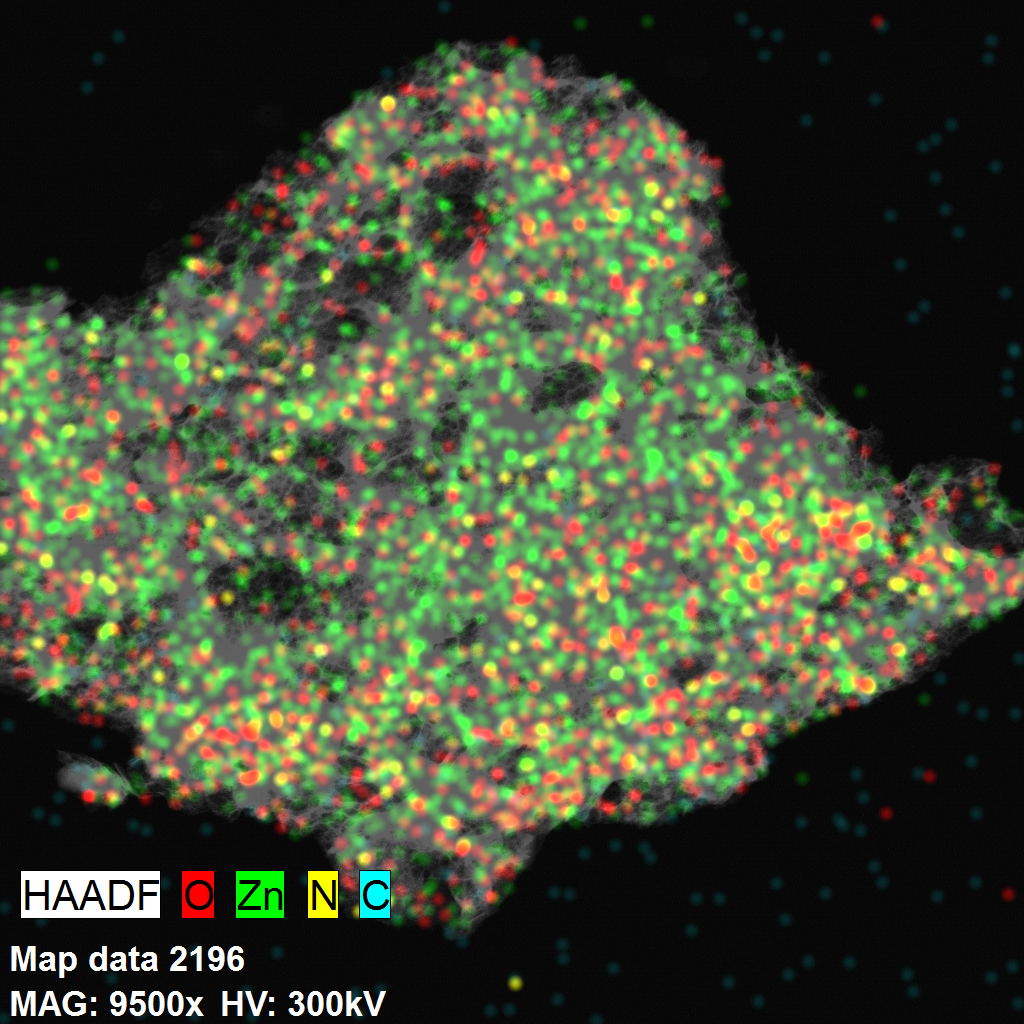 HAADF O Zn N C
Map data 2196
MAG: 9500x HV: 300kV